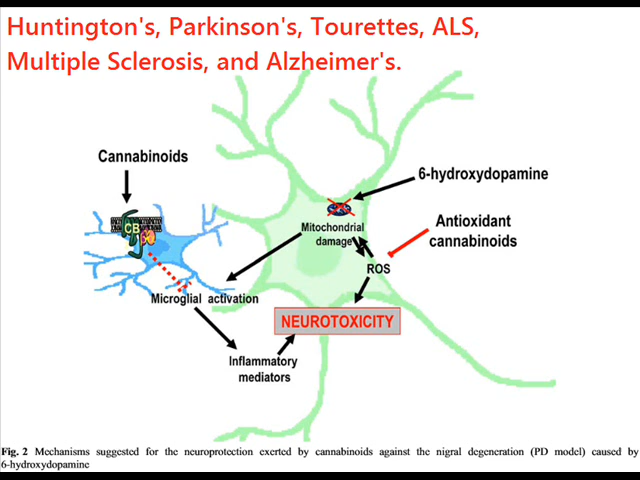 Huntington's, Parkinson's, Tourettes, ALS,
Multiple Sclerosis, and Alzheimer's.
Cannabinoids
6-hydroxydopamine
CB
Mitochondrial
damage
Antioxidant
cannabinoids
ROS
Microglial activation
NEUROTOXICITY
Inflammatory
mediators
Fig. 2 Mechanisms suggested for the neuroprotection exerted by cannabinoids against the nigral degeneration (PD model) caused by
6-hydroxydopamine